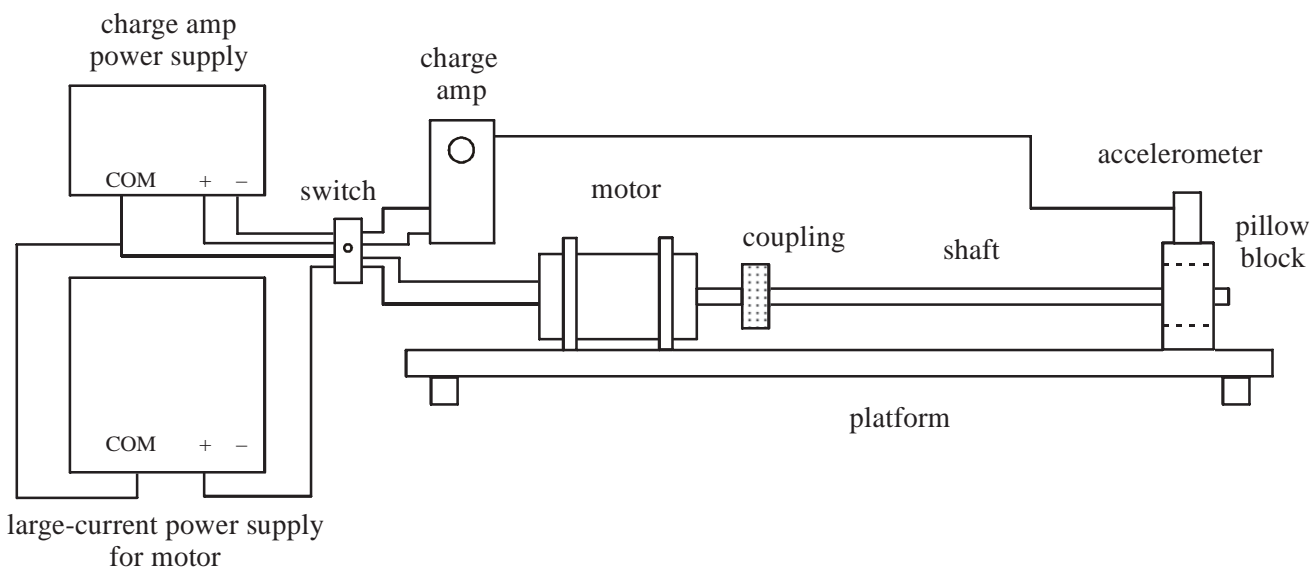 charge amp
power supply
charge
amp
accelerometer
COM + –
switch
motor
pillow
block
coupling
shaft
COM + –
platform
large-current power supply
for motor